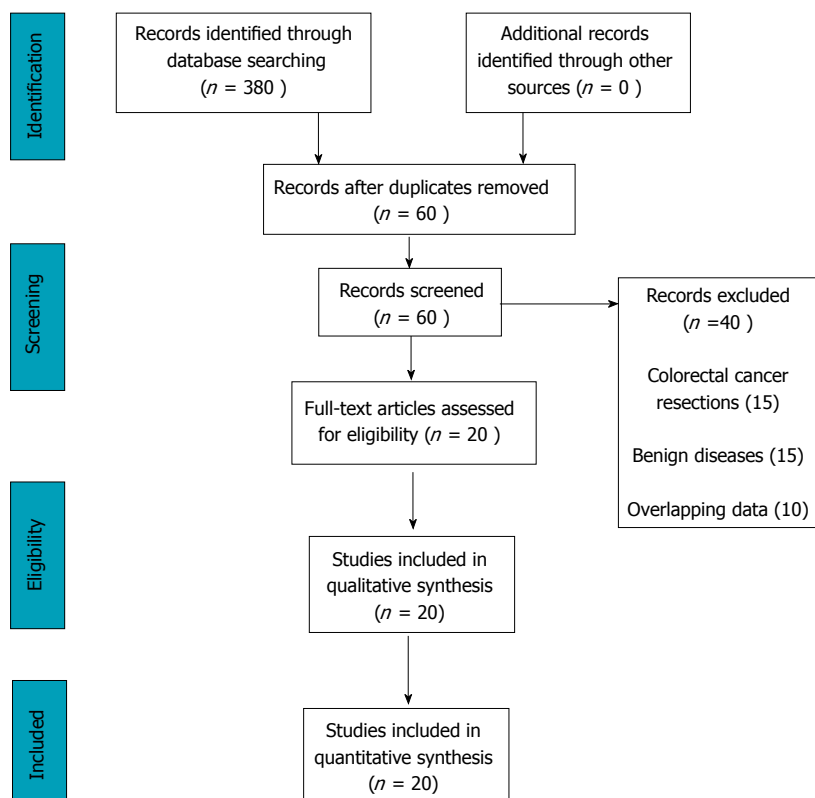 Identification
Records identified through
database searching
(n = 380 )
Additional records
identified through other
sources (n = 0 )
Records after duplicates removed
(n = 60 )
Screening
Records screened
(n = 60 )
Records excluded
(n =40 )
Colorectal cancer
resections (15)
Benign diseases (15)
Overlapping data (10)
Full-text articles assessed
for eligibility (n = 20 )
Eligibility
Studies included in
qualitative synthesis
(n = 20)
Included
Studies included in
quantitative synthesis
(n = 20)